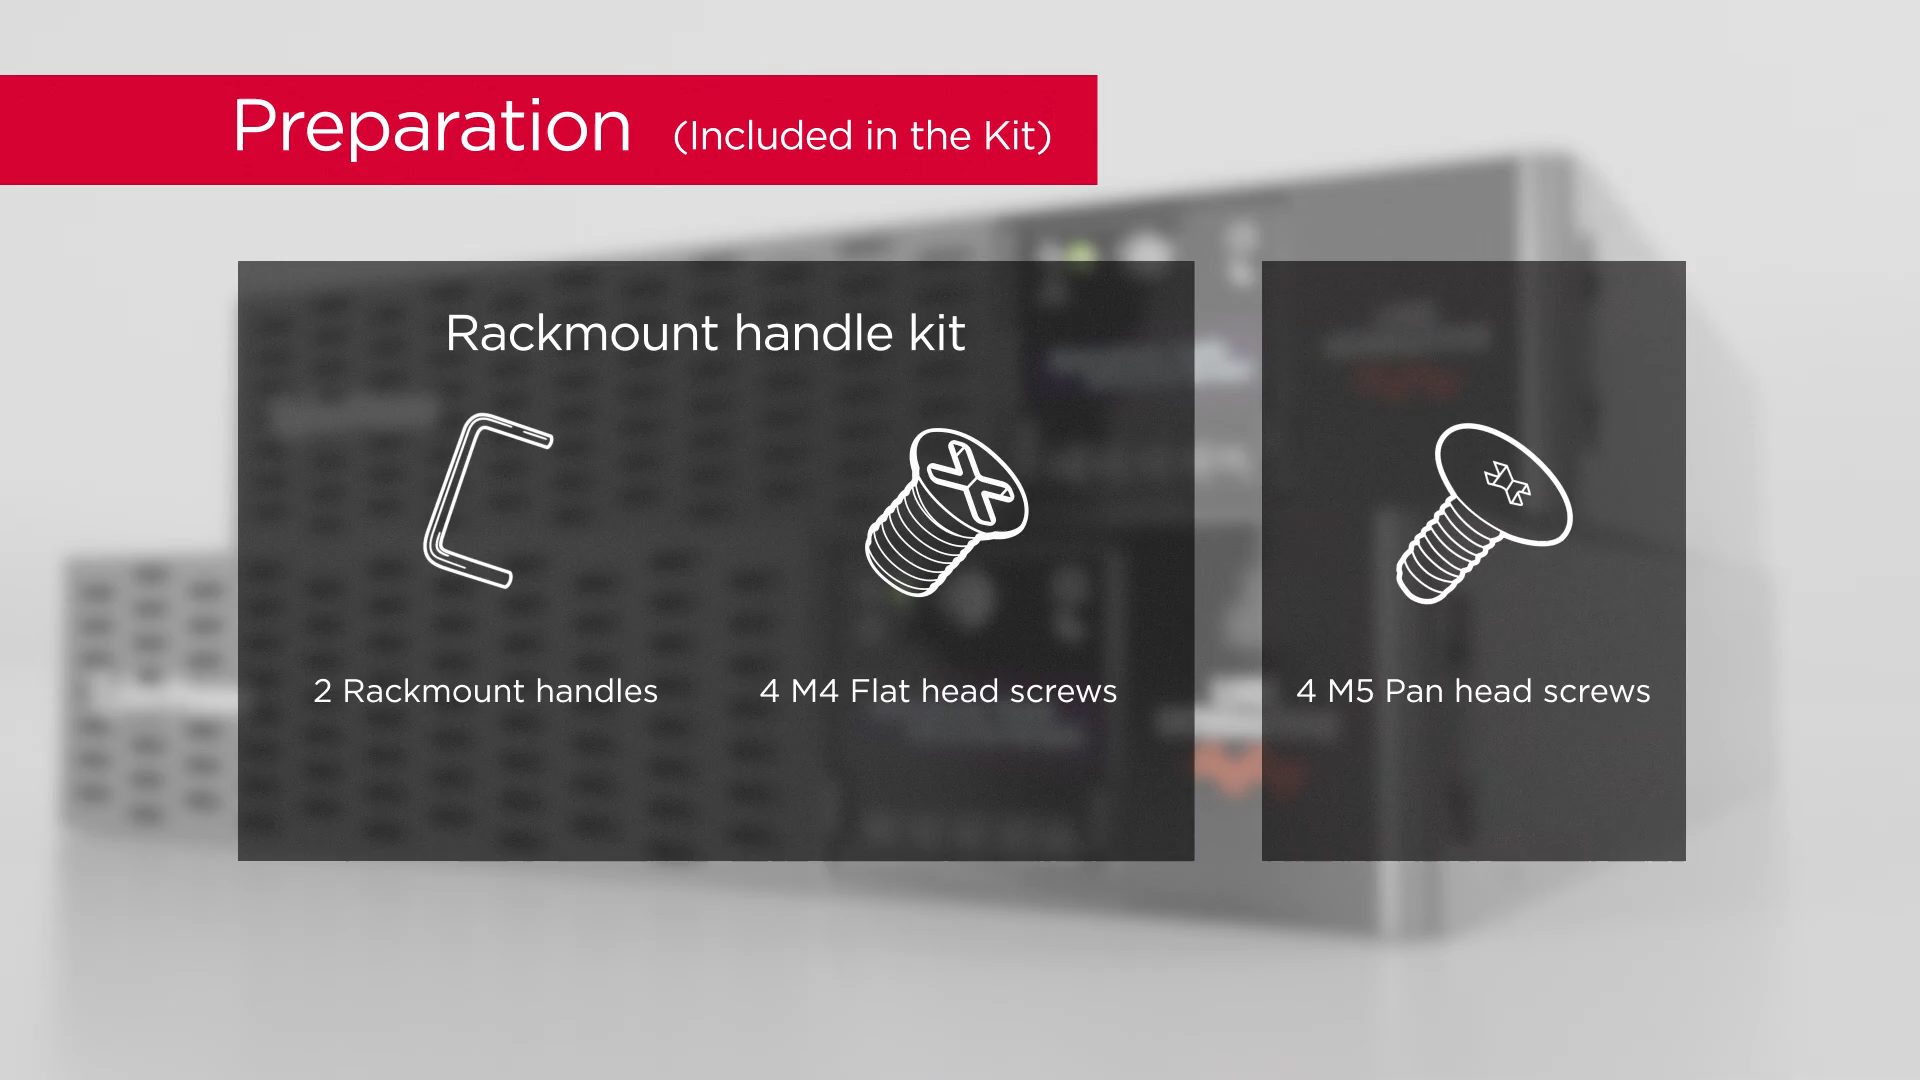 Preparation (Included in the Kit)
Rackmount handle kit
2 Rackmount handles
4 M4 Flat head screws
4 M5 Pan head screws